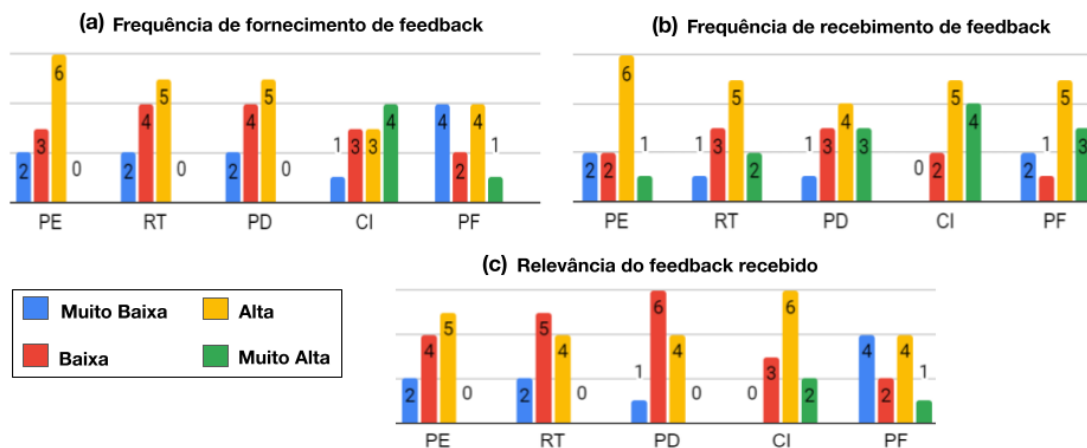 (a) Frequência de fornecimento de feedback
2 3 6 0 2 4 5 0 2 4 5 0 1 3 3 4 4 2 4 1
PE RT PD CI PF
(b) Frequência de recebimento de feedback
2 2 6 1 1 3 5 2 1 3 4 3 0 2 5 4 2 1 5 3
PE RT PD CI PF
(c) Relevância do feedback recebido
2 4 5 0 2 5 4 0 1 6 4 0 0 3 6 2 4 2 4 1
PE RT PD CI PF
Muito Baixa Alta
Baixa Muito Alta